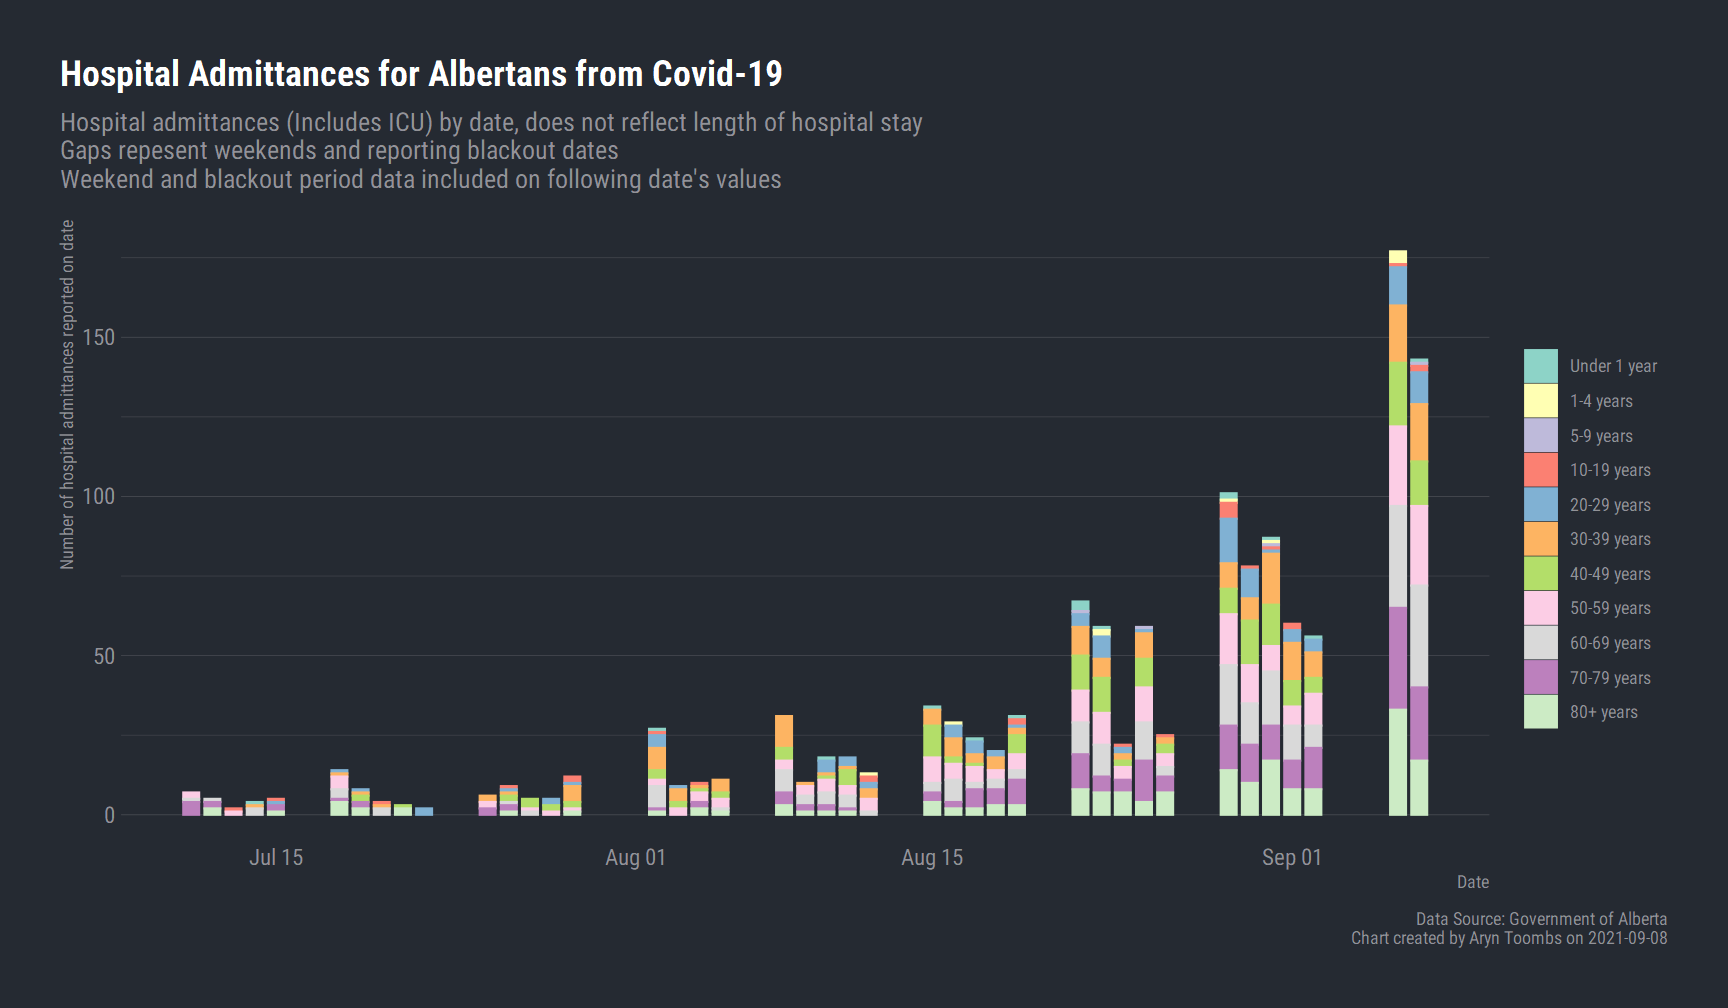 Hospital Admittances for Albertans from Covid-19
Hospital admittances (Includes ICU) by date, does not reflect length of hospital stay
Gaps repesent weekends and reporting blackout dates
Weekend and blackout period data included on following date's values
Number of hospital admittances reported on date
150
100
50
0
Jul 15
Aug 01
Aug 15
Sep 01
Date
Under 1 year
1-4 years
5-9 years
10-19 years
20-29 years
30-39 years
40-49 years
50-59 years
60-69 years
70-79 years
80+ years
Data Source: Government of Alberta
Chart created by Aryn Toombs on 2021-09-08